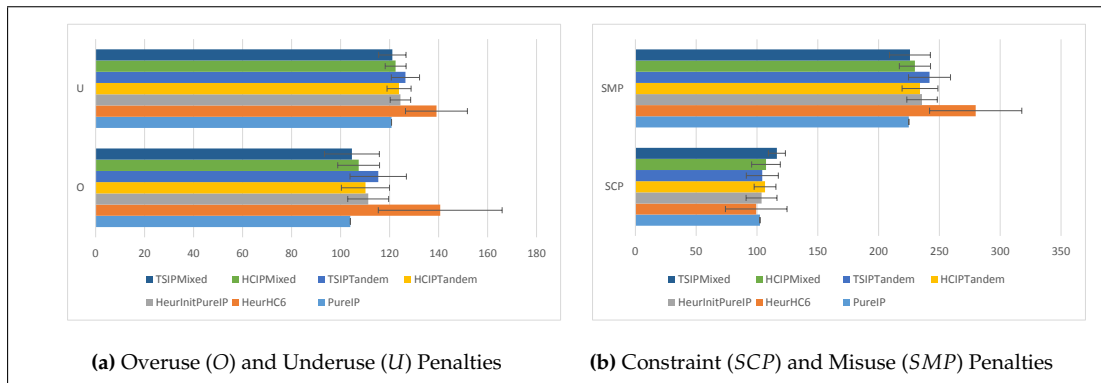 U
O
0 20 40 60 80 100 120 140 160 180
TSIPMixed HCIPMixed TSIPTandem HCIPTandem
HeurInitPureIP HeurHC6 PureIP
(a) Overuse (O) and Underuse (U) Penalties
SMP
SCP
0 50 100 150 200 250 300 350
TSIPMixed HCIPMixed TSIPTandem HCIPTandem
HeurInitPureIP HeurHC6 PureIP
(b) Constraint (SCP) and Misuse (SMP) Penalties